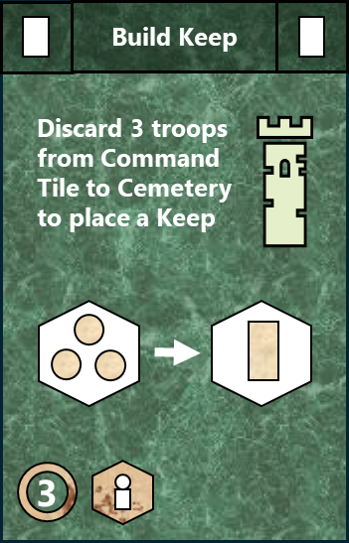 Build Keep
Discard 3 troops
from Command
Tile to Cemetery
to place a Keep
3